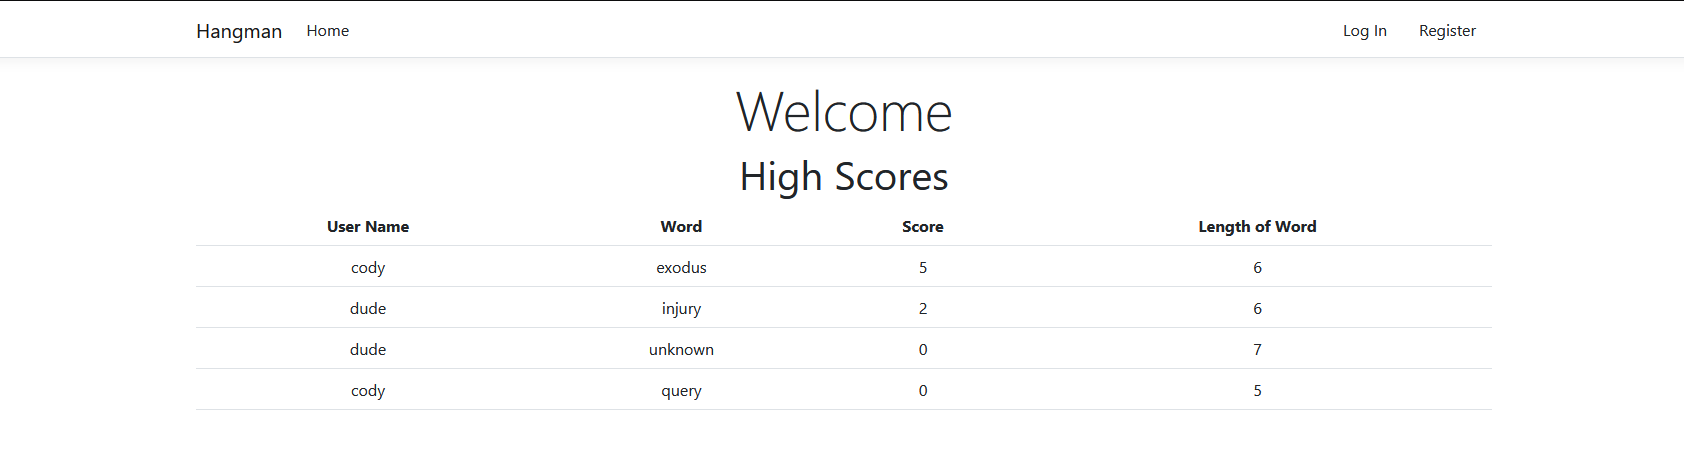 Hangman Home Log In Register
Welcome
High Scores
User Name Word Score Length of Word
cody exodus 5 6
dude injury 2 6
dude unknown 0 7
cody query 0 5